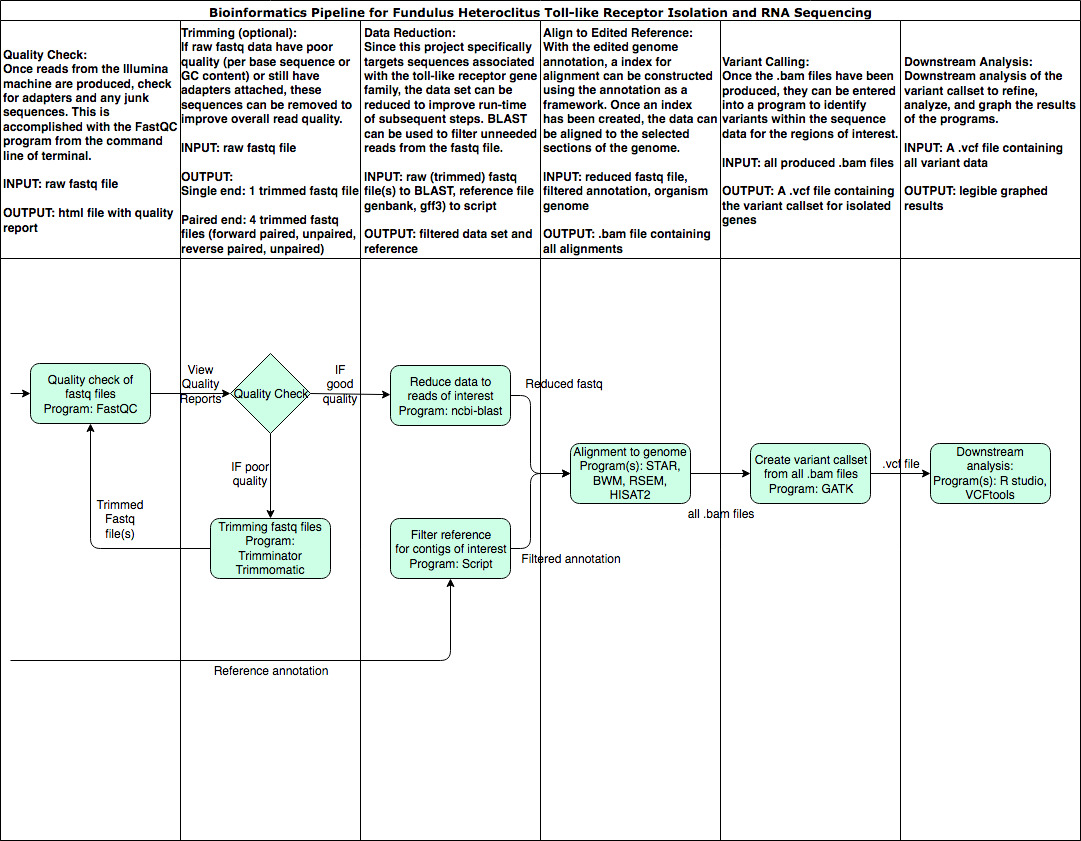 Bioinformatics Pipeline for Fundulus Heteroclitus Toll-like Receptor Isolation and RNA Sequencing
Quality Check:
Once reads from the Illumina
machine are produced, check
for adapters and any junk
sequences. This is
accomplished with the FastQC
program from the command
line of terminal.
INPUT: raw fastq file
OUTPUT: html file with quality
report
Trimming (optional):
If raw fastq data have poor
quality (per base sequence or
GC content) or still have
adapters attached, these
sequences can be removed to
improve overall read quality.
INPUT: raw fastq file
OUTPUT:
Single end: 1 trimmed fastq file
Paired end: 4 trimmed fastq
files (forward paired, unpaired,
reverse paired, unpaired)
Data Reduction:
Since this project specifically
targets sequences associated
with the toll-like receptor gene
family, the data set can be
reduced to improve run-time
of subsequent steps. BLAST
can be used to filter unneeded
reads from the fastq file.
INPUT: raw (trimmed) fastq
file(s) to BLAST, reference file
genbank, gff3) to script
OUTPUT: filtered data set and
reference
Align to Edited Reference:
With the edited genome
annotation, a index for
alignment can be constructed
using the annotation as a
framework. Once an index
has been created, the data can
be aligned to the selected
sections of the genome.
INPUT: reduced fastq file,
filtered annotation, organism
genome
OUTPUT: .bam file containing
all alignments
Variant Calling:
Once the .bam files have been
produced, they can be entered
into a program to identify
variants within the sequence
data for the regions of interest.
INPUT: all produced .bam files
OUTPUT: A .vcf file containing
the variant callset for isolated
genes
Downstream Analysis:
Downstream analysis of the
variant callset to refine,
analyze, and graph the results
of the programs.
INPUT: A .vcf file containing
all variant data
OUTPUT: legible graphed
results
Quality check of
fastq files
Program: FastQC
View
Quality
Reports
Quality Check
IF
good
quality
IF poor
quality
Trimming fastq files
Program:
Trimminator
Trimmomatic
Trimmed
Fastq
file(s)
Reduce data to
reads of interest
Program: ncbi-blast
Reduced fastq
Filter reference
for contigs of interest
Program: Script
Filtered annotation
Reference annotation
Alignment to genome
Program(s): STAR,
BWM, RSEM,
HISAT2
all .bam files
Create variant callset
from all .bam files
Program: GATK
.vcf file
Downstream
analysis:
Program(s): R studio,
VCFtools